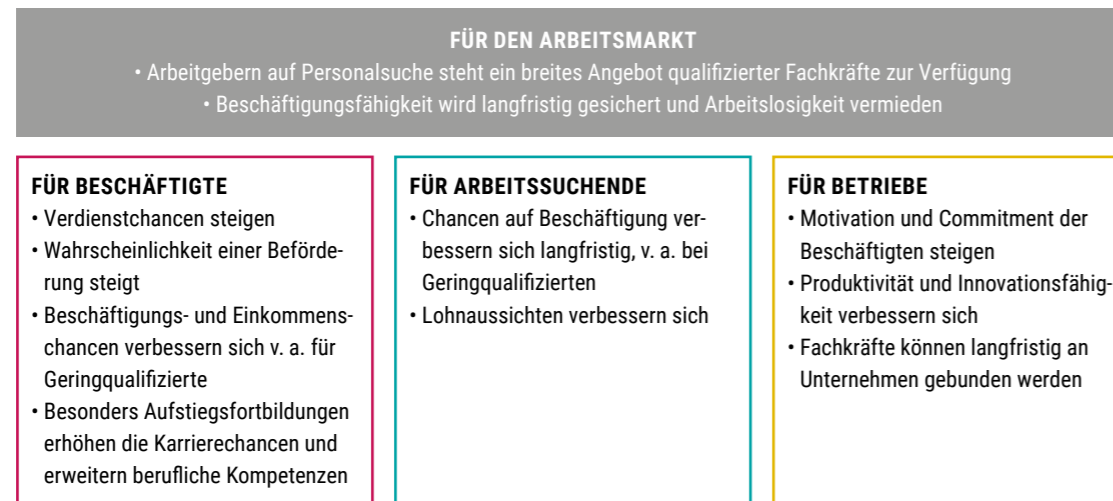 FÜR DEN ARBEITSMARKT
• Arbeitgebern auf Personalsuche steht ein breites Angebot qualifizierter Fachkräfte zur Verfügung
• Beschäftigungsfähigkeit wird langfristig gesichert und Arbeitslosigkeit vermieden
FÜR BESCHÄFTIGTE
• Verdienstchancen steigen
• Wahrscheinlichkeit einer Beförde-
rung steigt
• Beschäftigungs- und Einkommens-
chancen verbessern sich v. a. für
Geringqualifizierte
• Besonders Aufstiegsfortbildungen
erhöhen die Karrierechancen und
erweitern berufliche Kompetenzen
FÜR ARBEITSSUCHENDE
• Chancen auf Beschäftigung ver-
bessern sich langfristig, v. a. bei
Geringqualifizierten
• Lohnaussichten verbessern sich
FÜR BETRIEBE
• Motivation und Commitment der
Beschäftigten steigen
• Produktivität und Innovationsfähig-
keit verbessern sich
• Fachkräfte können langfristig an
Unternehmen gebunden werden